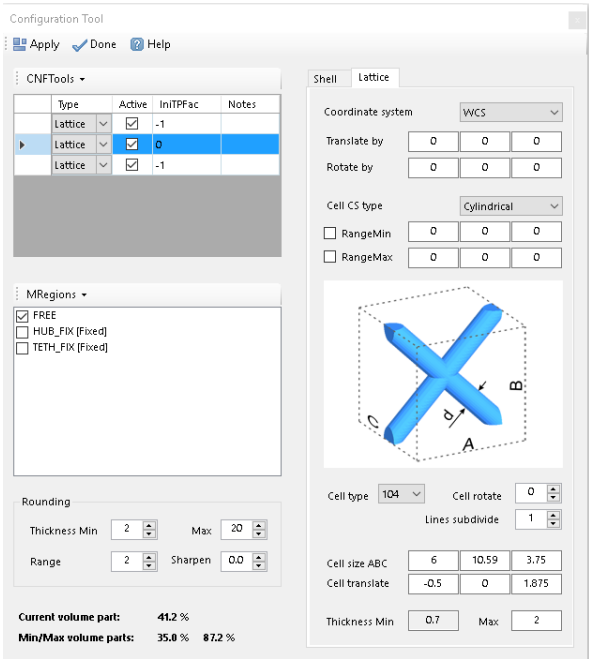 Configuration Tool
Apply Done Help
CNFTools
Type Active IniTPFac Notes
Lattice -1
Lattice 0
Lattice -1
MRegions
FREE
HUB_FIX [Fixed]
TETH_FIX [Fixed]
Rounding
Thickness Min 2 Max 20
Range 2 Sharpen 0.0
Current volume part: 41.2 %
Min/Max volume parts: 35.0 % 87.2 %
Shell Lattice
Coordinate system WCS
Translate by 0 0 0
Rotate by 0 0 0
Cell CS type Cylindrical
RangeMin 0 0 0
RangeMax 0 0 0
B
d
C
A
Cell type 104 Cell rotate 0
Lines subdivide 1
Cell size ABC 6 10.59 3.75
Cell translate -0.5 0 1.875
Thickness Min 0.7 Max 2